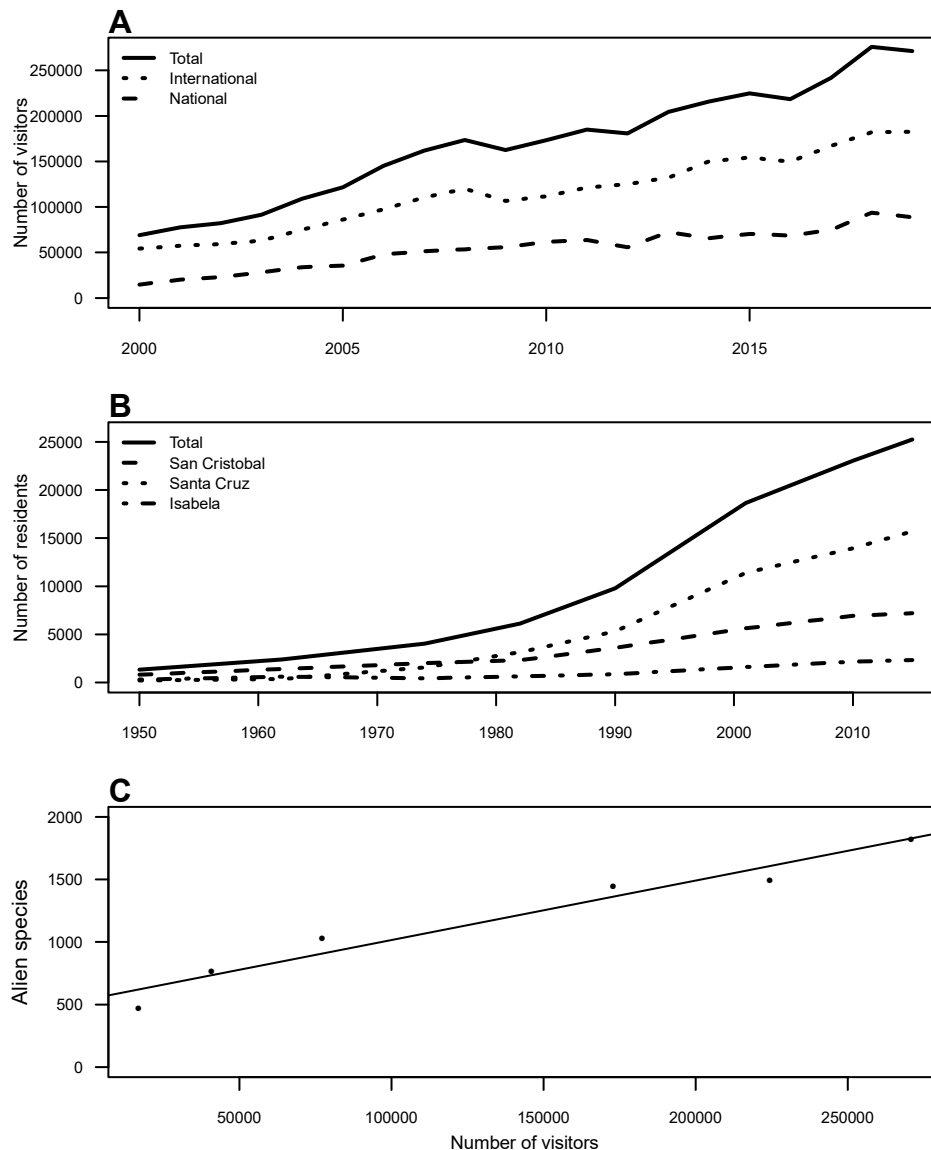 A
Number of visitors
250000
200000
150000
100000
50000
0
Total
International
National
2000
2005
2010
2015
B
Number of residents
25000
20000
15000
10000
5000
0
Total
San Cristobal
Santa Cruz
Isabela
1950
1960
1970
1980
1990
2000
2010
C
Alien species
2000
1500
1000
500
0
50000
100000
150000
200000
250000
Number of visitors